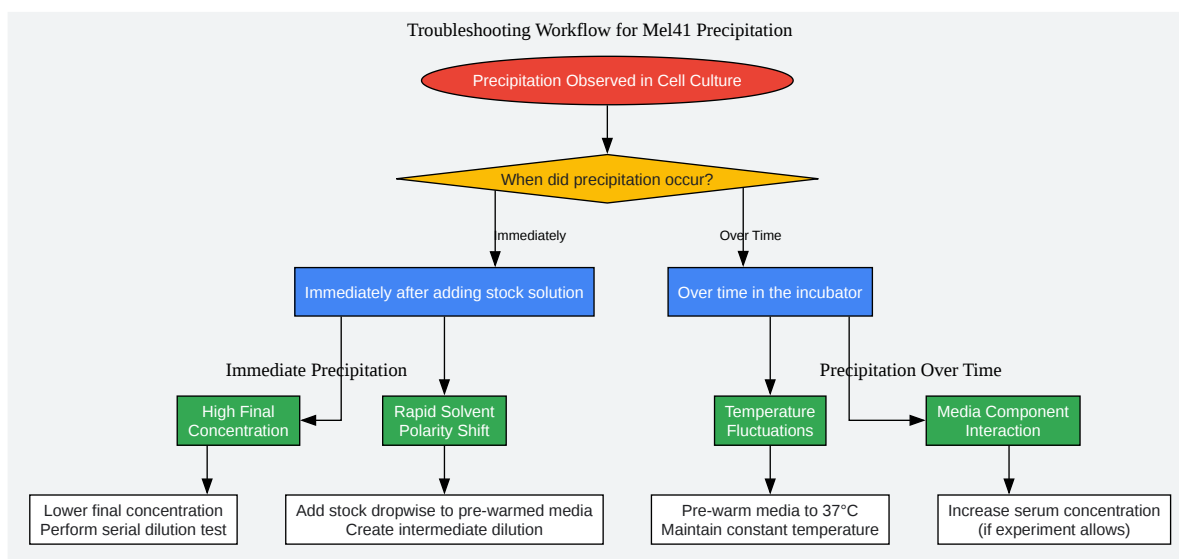 Troubleshooting Workflow for Mel41 Precipitation
Precipitation Observed in Cell Culture
When did precipitation occur?
Immediately
Over Time
Immediately after adding stock solution
Over time in the incubator
Immediate Precipitation
Precipitation Over Time
High Final
Concentration
Rapid Solvent
Polarity Shift
Temperature
Fluctuations
Media Component
Interaction
Lower final concentration
Perform serial dilution test
Add stock dropwise to pre-warmed media
Create intermediate dilution
Pre-warm media to 37°C
Maintain constant temperature
Increase serum concentration
(if experiment allows)